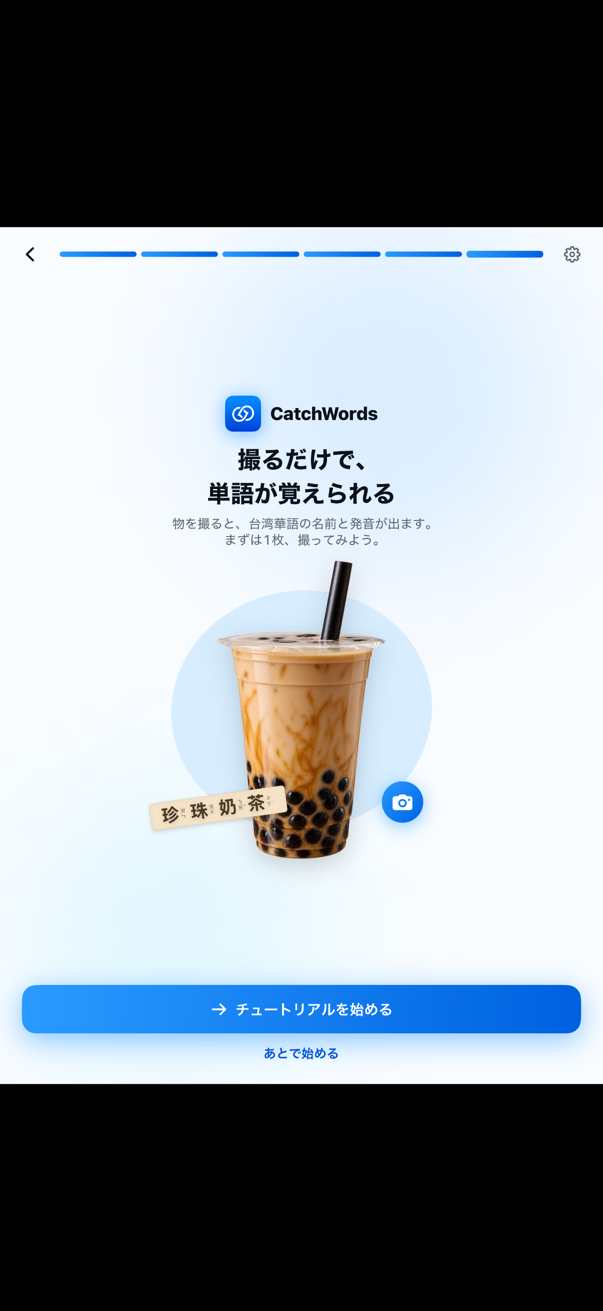 CatchWords
撮るだけで、
単語が覚えられる
物を撮ると、台湾華語の名前と発音が出ます。
まずは1枚、撮ってみよう。
珍珠奶茶
チュートリアルを始める
あとで始める